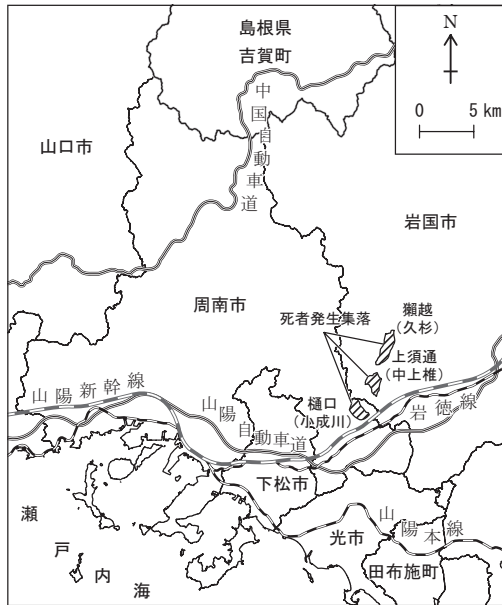 島根県
吉賀町
N
0 5 km
山口市
中国自動車道
岩国市
周南市
死者発生集落
獺越
(久杉)
上須通
(中上椎)
樋口
(小成川)
山陽新幹線
山陽自動車道
岩徳線
下松市
光市
山陽本線
田布施町
瀬戸内海